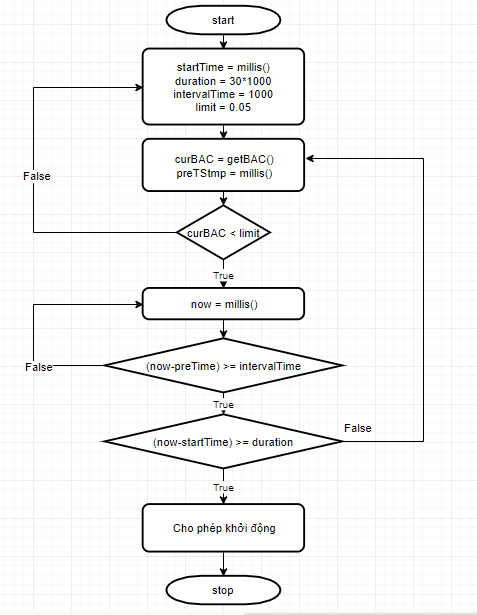 start
startTime = millis()
duration = 30*1000
intervalTime = 1000
limit = 0.05
curBAC = getBAC()
preTStmp = millis()
False
curBAC < limit
True
now = millis()
False
(now-preTime) >= intervalTime
True
False
(now-startTime) >= duration
True
Cho phép khởi động
stop